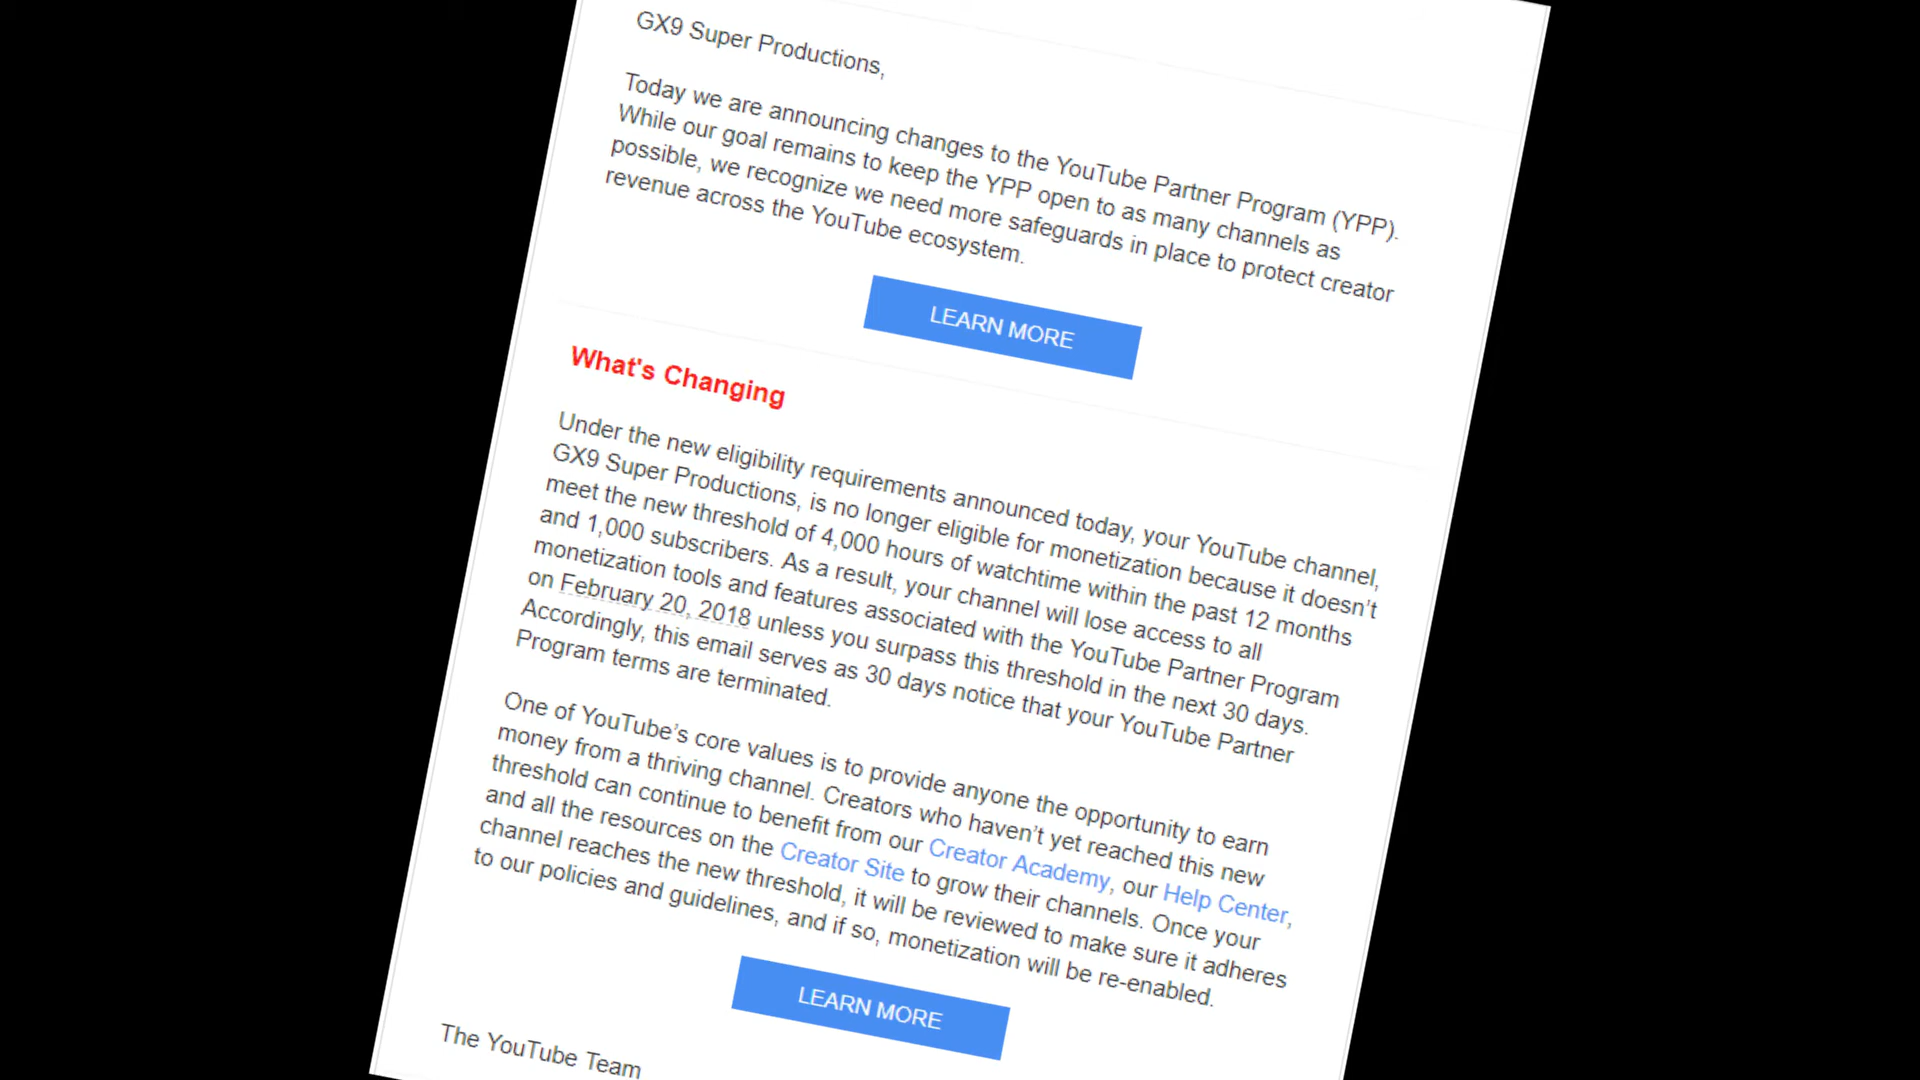 GX9 Super Productions,
Today we are announcing changes to the YouTube Partner Program (YPP).
While our goal remains to keep the YPP open to as many channels as
possible, we recognize we need more safeguards in place to protect creator
revenue across the YouTube ecosystem.
LEARN MORE
What's Changing
Under the new eligibility requirements announced today, your YouTube channel,
GX9 Super Productions, is no longer eligible for monetization because it doesn’t
meet the new threshold of 4,000 hours of watchtime within the past 12 months
and 1,000 subscribers. As a result, your channel will lose access to all
monetization tools and features associated with the YouTube Partner Program
on February 20, 2018 unless you surpass this threshold in the next 30 days.
Accordingly, this email serves as 30 days notice that your YouTube Partner
Program terms are terminated.
One of YouTube’s core values is to provide anyone the opportunity to earn
money from a thriving channel. Creators who haven’t yet reached this new
threshold can continue to benefit from our Creator Academy, our Help Center,
and all the resources on the Creator Site to grow their channels. Once your
channel reaches the new threshold, it will be reviewed to make sure it adheres
to our policies and guidelines, and if so, monetization will be re-enabled.
LEARN MORE
The YouTube Team